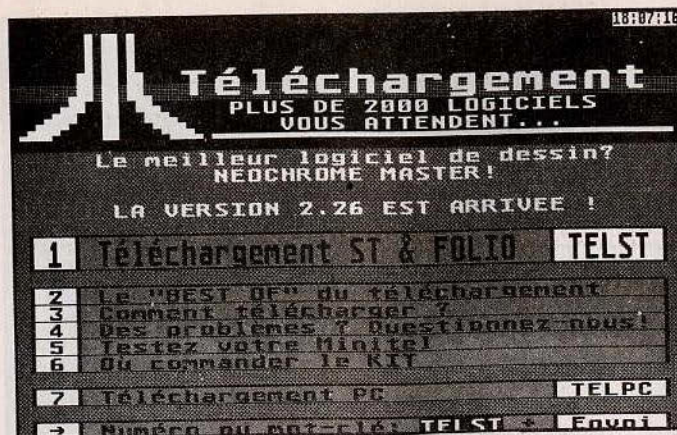 18:07:16
Téléchargement
PLUS DE 2000 LOGICIELS
VOUS ATTENDENT...
Le meilleur logiciel de dessin?
NEOCHROME MASTER!
LA VERSION 2.26 EST ARRIVEE !
1 Téléchargement ST & FOLIO TELST
2 Le "BEST OF" du téléchargement
3 Comment télécharger ?
4 Des problèmes ? Questionnez nous!
5 Testez votre Minitel
6 Où commander le KIT
7 Téléchargement PC TELPC
→ Numéro ou mot-clé: TELST + Envoi